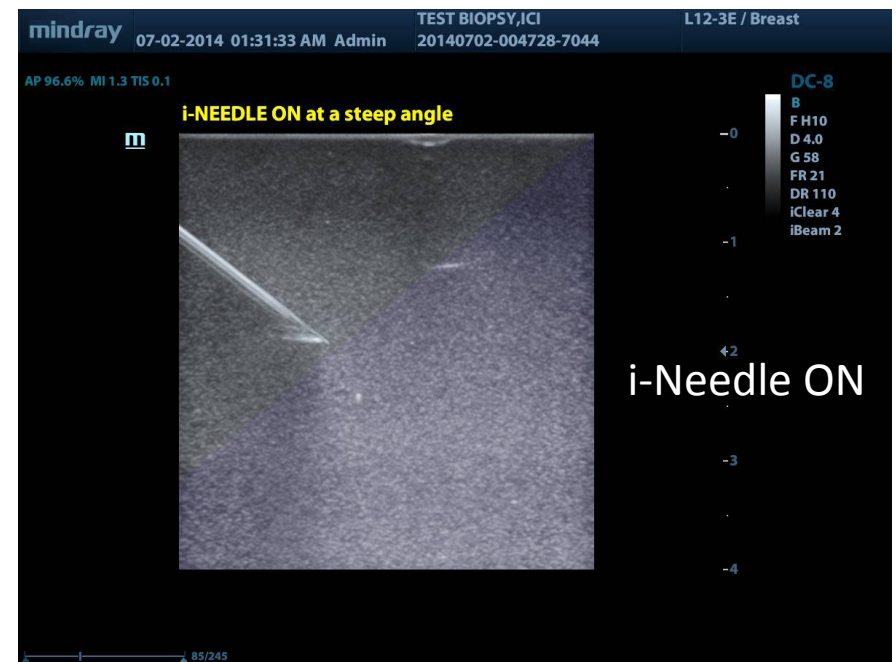 mindray 07-02-2014 01:31:33 AM Admin
TEST BIOPSY,ICI
20140702-004728-7044
L12-3E / Breast
AP 96.6% MI 1.3 TIS 0.1
i-NEEDLE ON at a steep angle
m
DC-8
B
F H10
D 4.0
G 58
FR 21
DR 110
iClear 4
iBeam 2
-0
-1
2
i-Needle ON
-3
-4
85/245